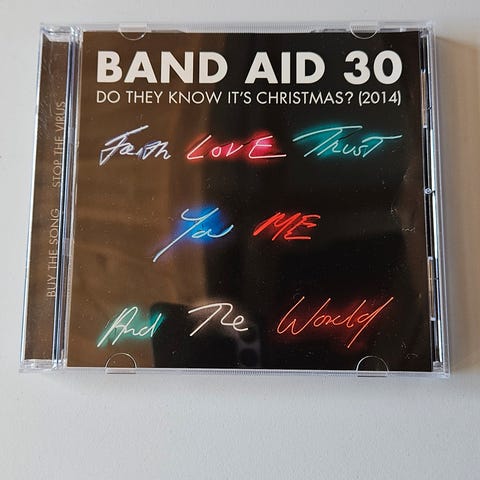 BAND AID 30
DO THEY KNOW IT'S CHRISTMAS? (2014)
Faith LOVE TRUST
You ME
And The World
BUY THE SONG STOP THE VIRUS